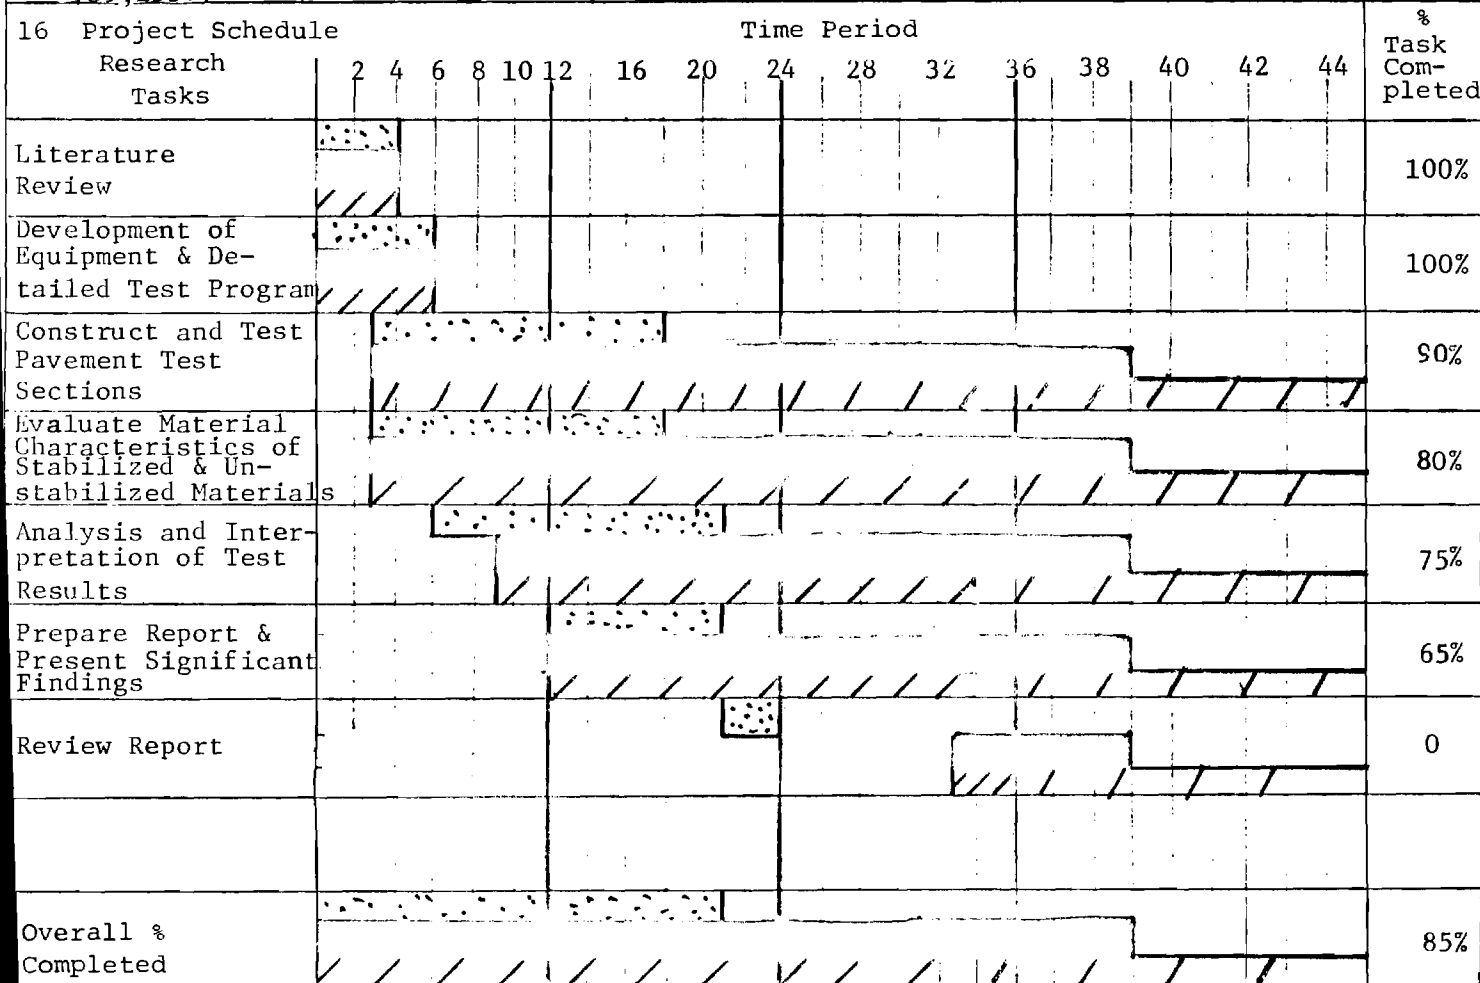 16 Project Schedule
Research
Tasks
Time Period
2 4 6 8 10 12 16 20 24 28 32 36 38 40 42 44
%
Task
Com-
pleted
Literature
Review
100%
Development of
Equipment & De-
tailed Test Program
100%
Construct and Test
Pavement Test
Sections
90%
Evaluate Material
Characteristics of
Stabilized & Un-
stabilized Materials
80%
Analysis and Inter-
pretation of Test
Results
75%
Prepare Report &
Present Significant
Findings
65%
Review Report
0
Overall %
Completed
85%